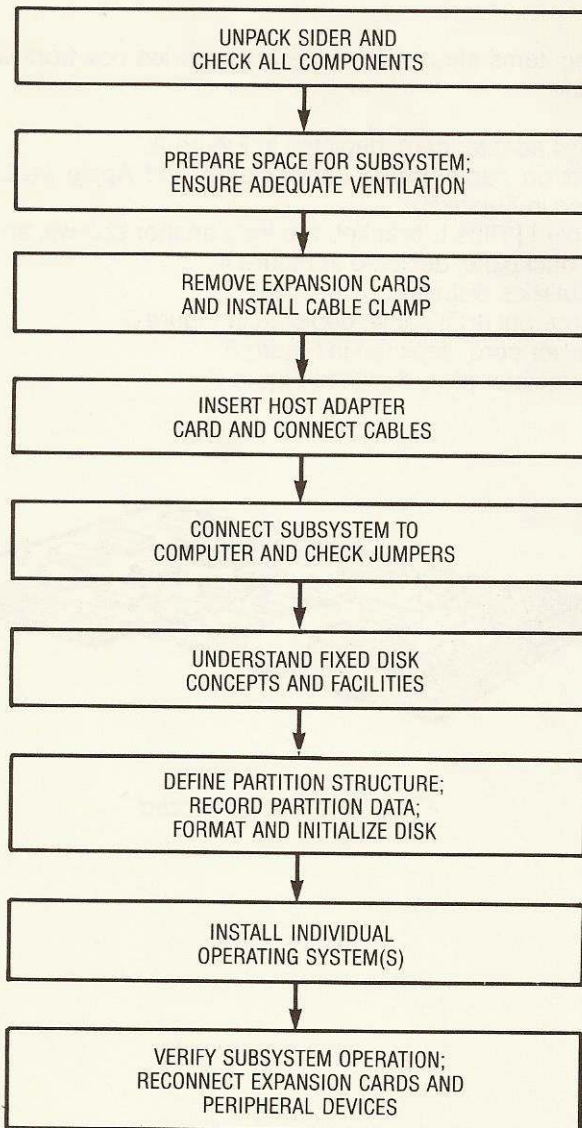 UNPACK SIDER AND
CHECK ALL COMPONENTS
PREPARE SPACE FOR SUBSYSTEM;
ENSURE ADEQUATE VENTILATION
REMOVE EXPANSION CARDS
AND INSTALL CABLE CLAMP
INSERT HOST ADAPTER
CARD AND CONNECT CABLES
CONNECT SUBSYSTEM TO
COMPUTER AND CHECK JUMPERS
UNDERSTAND FIXED DISK
CONCEPTS AND FACILITIES
DEFINE PARTITION STRUCTURE;
RECORD PARTITION DATA;
FORMAT AND INITIALIZE DISK
INSTALL INDIVIDUAL
OPERATING SYSTEM(S)
VERIFY SUBSYSTEM OPERATION;
RECONNECT EXPANSION CARDS AND
PERIPHERAL DEVICES